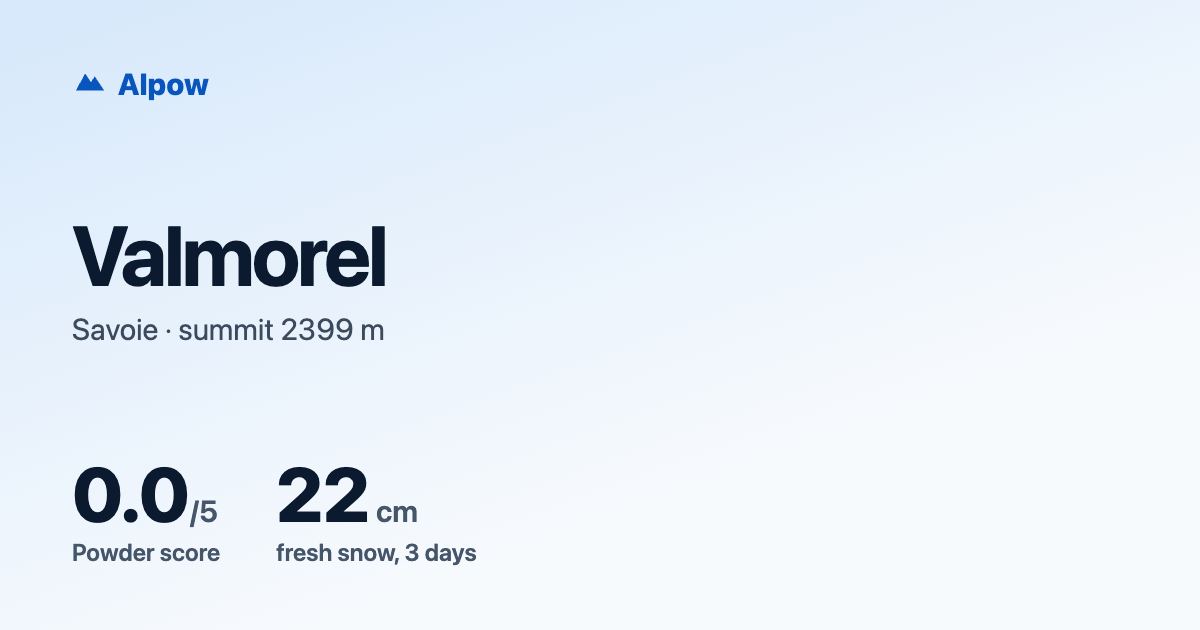 Alpow
Valmorel
Savoie · summit 2399 m
0.0/5 22 cm
Powder score fresh snow, 3 days